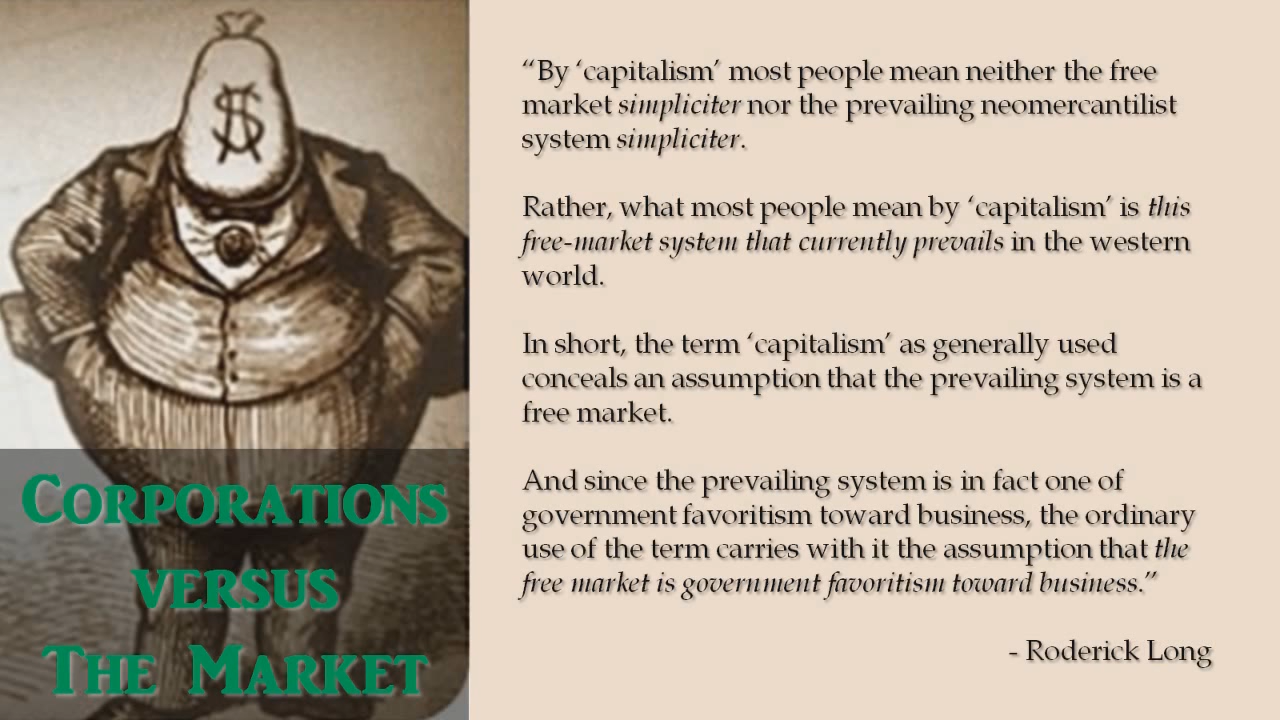 $
Corporations
versus
The Market
“By ‘capitalism’ most people mean neither the free
market simpliciter nor the prevailing neomercantilist
system simpliciter.
Rather, what most people mean by ‘capitalism’ is this
free-market system that currently prevails in the western
world.
In short, the term ‘capitalism’ as generally used
conceals an assumption that the prevailing system is a
free market.
And since the prevailing system is in fact one of
government favoritism toward business, the ordinary
use of the term carries with it the assumption that the
free market is government favoritism toward business.”
- Roderick Long